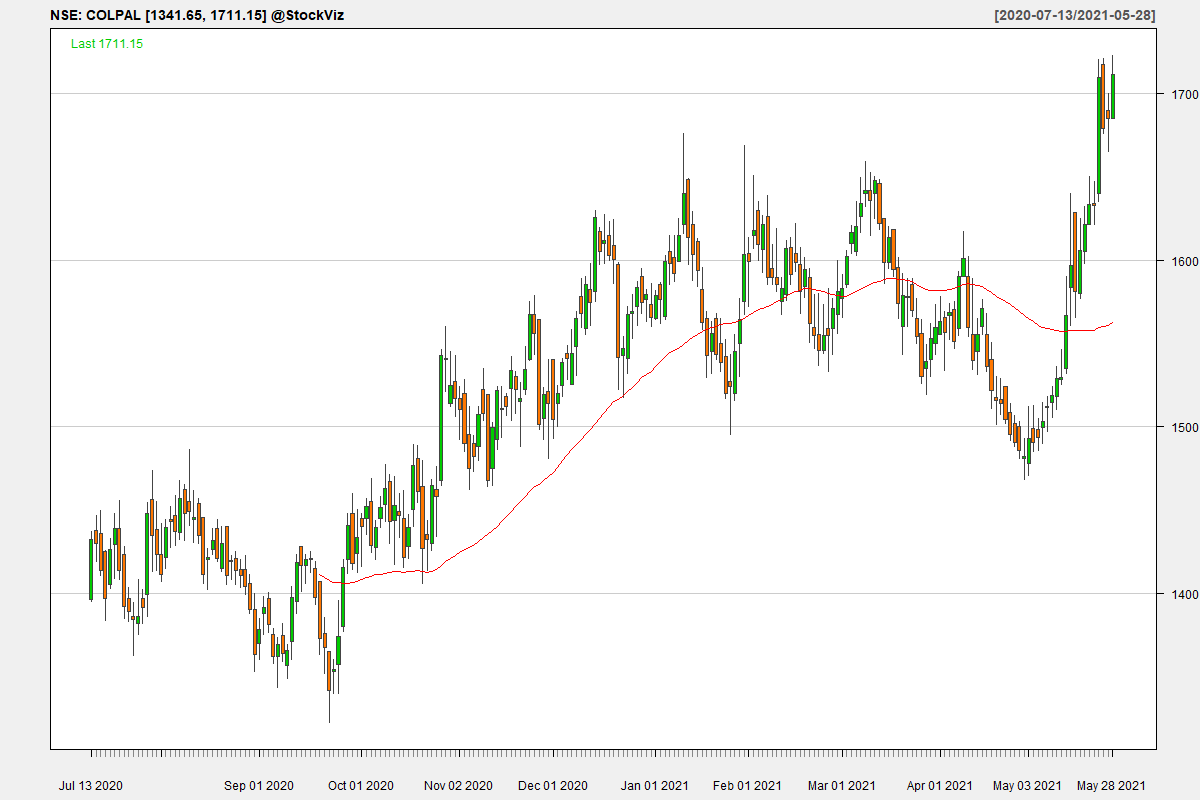 NSE: COLPAL [1341.65, 1711.15] @StockViz [2020-07-13/2021-05-28]
Last 1711.15
1700
1600
1500
1400
Jul 13 2020 Sep 01 2020 Oct 01 2020 Nov 02 2020 Dec 01 2020 Jan 01 2021 Feb 01 2021 Mar 01 2021 Apr 01 2021 May 03 2021 May 28 2021